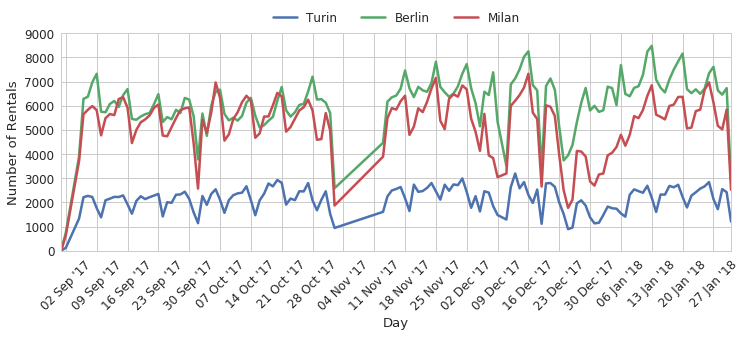 Turin Berlin Milan
9000
8000
7000
6000
5000
4000
3000
2000
1000
0
Number of Rentals
02 Sep '17
09 Sep '17
16 Sep '17
23 Sep '17
30 Sep '17
07 Oct '17
14 Oct '17
21 Oct '17
28 Oct '17
04 Nov '17
11 Nov '17
18 Nov '17
25 Nov '17
02 Dec '17
09 Dec '17
16 Dec '17
23 Dec '17
30 Dec '17
06 Jan '18
13 Jan '18
20 Jan '18
27 Jan '18
Day